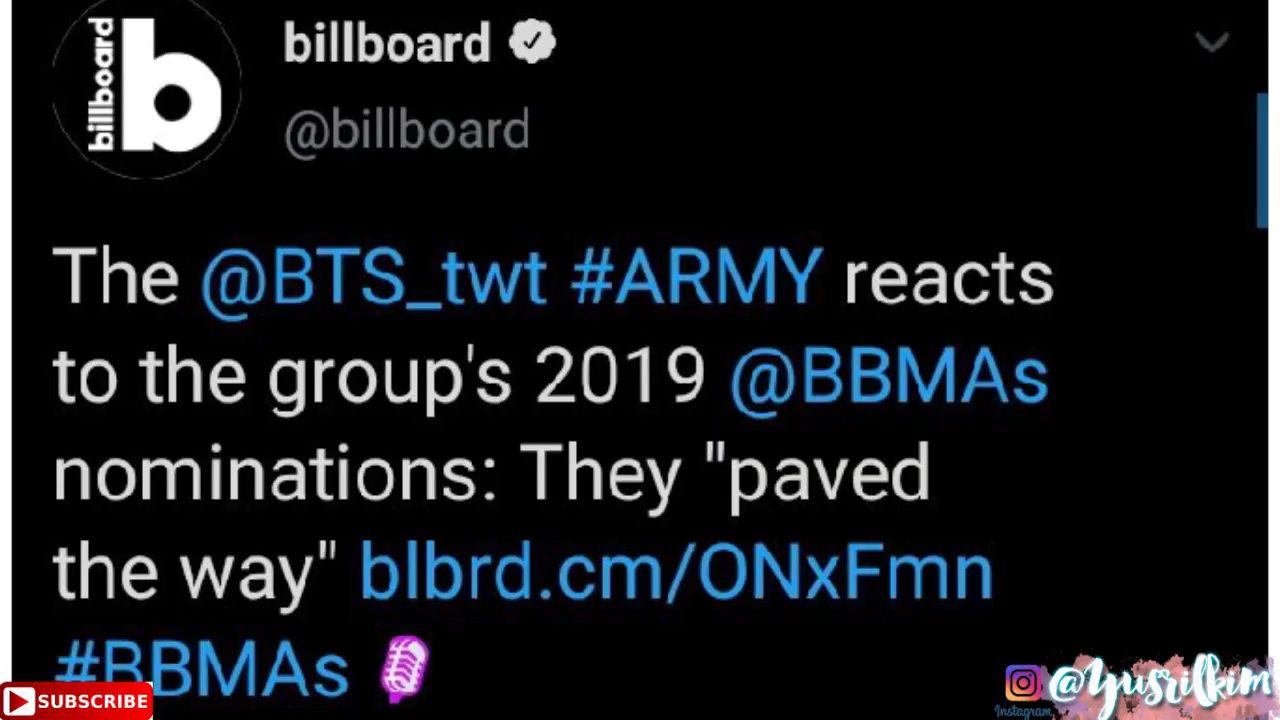 billboard
billboard
@billboard
The @BTS_twt #ARMY reacts
to the group's 2019 @BBMAs
nominations: They "paved
the way" blbrd.cm/ONxFmn
#BBMAs
SUBSCRIBE
@yusrilkim
Instagram